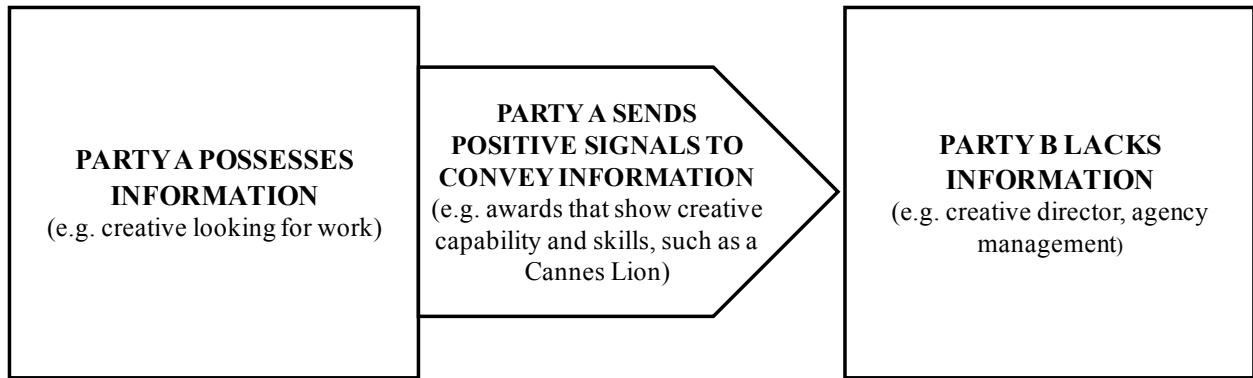 PARTY A POSSESSES
INFORMATION
(e.g. creative looking for work)
PARTY A SENDS
POSITIVE SIGNALS TO
CONVEY INFORMATION
(e.g. awards that show creative
capability and skills, such as a
Cannes Lion)
PARTY B LACKS
INFORMATION
(e.g. creative director, agency
management)